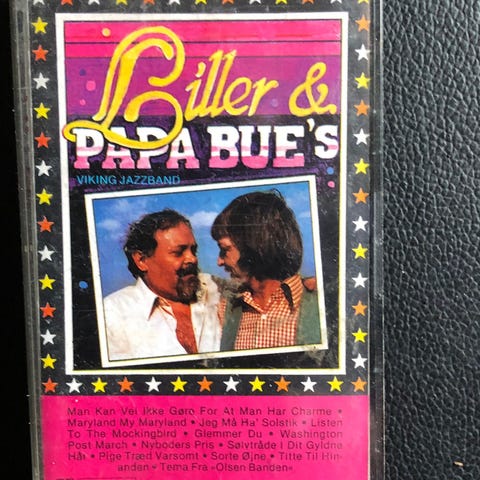 Biller &
PAPA BUE'S
VIKING JAZZBAND
Man Kan Vel Ikke Gøre For At Man Har Charme •
Maryland My Maryland • Jeg Må Ha' Solstik • Listen
To The Mockingbird • Glemmer Du • Washington
Post March • Nyboders Pris • Sølvtråde I Dit Gyldne
Hår • Pige Træd Varsomt • Sorte Øjne • Titte Til Hin-
anden • Tema Fra »Olsen Banden«